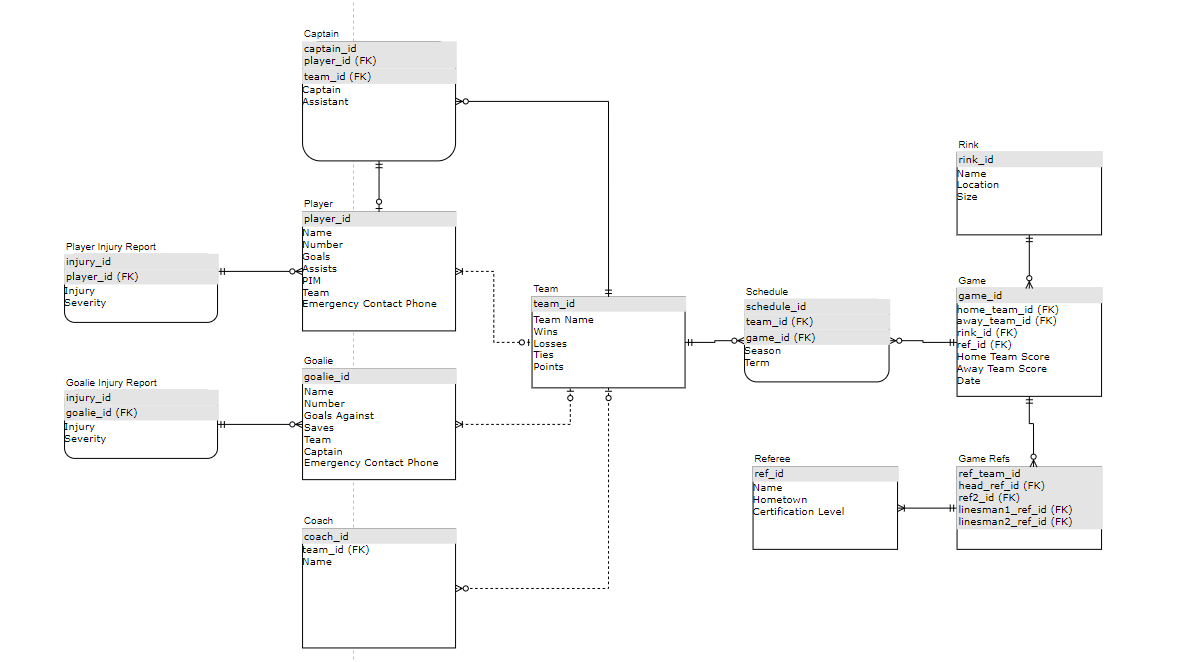 Captain
captain_id
player_id (FK)
team_id (FK)
Captain
Assistant
Player
player_id
Name
Number
Goals
Assists
PIM
Team
Emergency Contact Phone
Player Injury Report
injury_id
player_id (FK)
Injury
Severity
Goalie
goalie_id
Name
Number
Goals Against
Saves
Team
Captain
Emergency Contact Phone
Goalie Injury Report
injury_id
goalie_id (FK)
Injury
Severity
Coach
coach_id
team_id (FK)
Name
Team
team_id
Team Name
Wins
Losses
Ties
Points
Schedule
schedule_id
team_id (FK)
game_id (FK)
Season
Term
Rink
rink_id
Name
Location
Size
Game
game_id
home_team_id (FK)
away_team_id (FK)
rink_id (FK)
ref_id (FK)
Home Team Score
Away Team Score
Date
Referee
ref_id
Name
Hometown
Certification Level
Game Refs
ref_team_id
head_ref_id (FK)
ref2_id (FK)
linesman1_ref_id (FK)
linesman2_ref_id (FK)